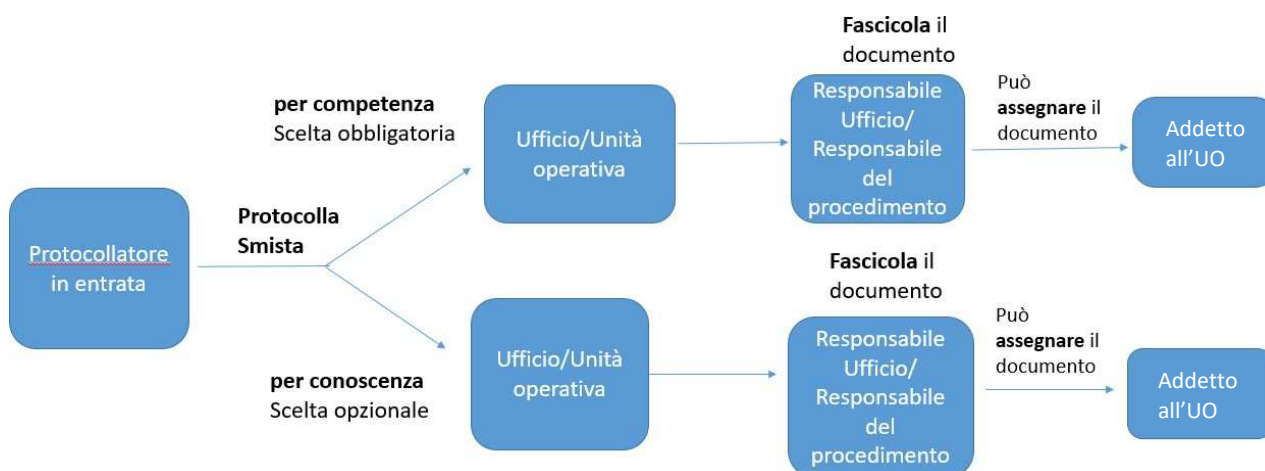 Protocollatore
in entrata
Protocolla
Smista
per competenza
Scelta obbligatoria
Ufficio/Unità
operativa
Fascicola il
documento
Responsabile
Ufficio/
Responsabile
del
procedimento
Può
assegnare il
documento
Addetto
all’UO
per conoscenza
Scelta opzionale
Ufficio/Unità
operativa
Fascicola il
documento
Responsabile
Ufficio/
Responsabile
del
procedimento
Può
assegnare il
documento
Addetto
all’UO